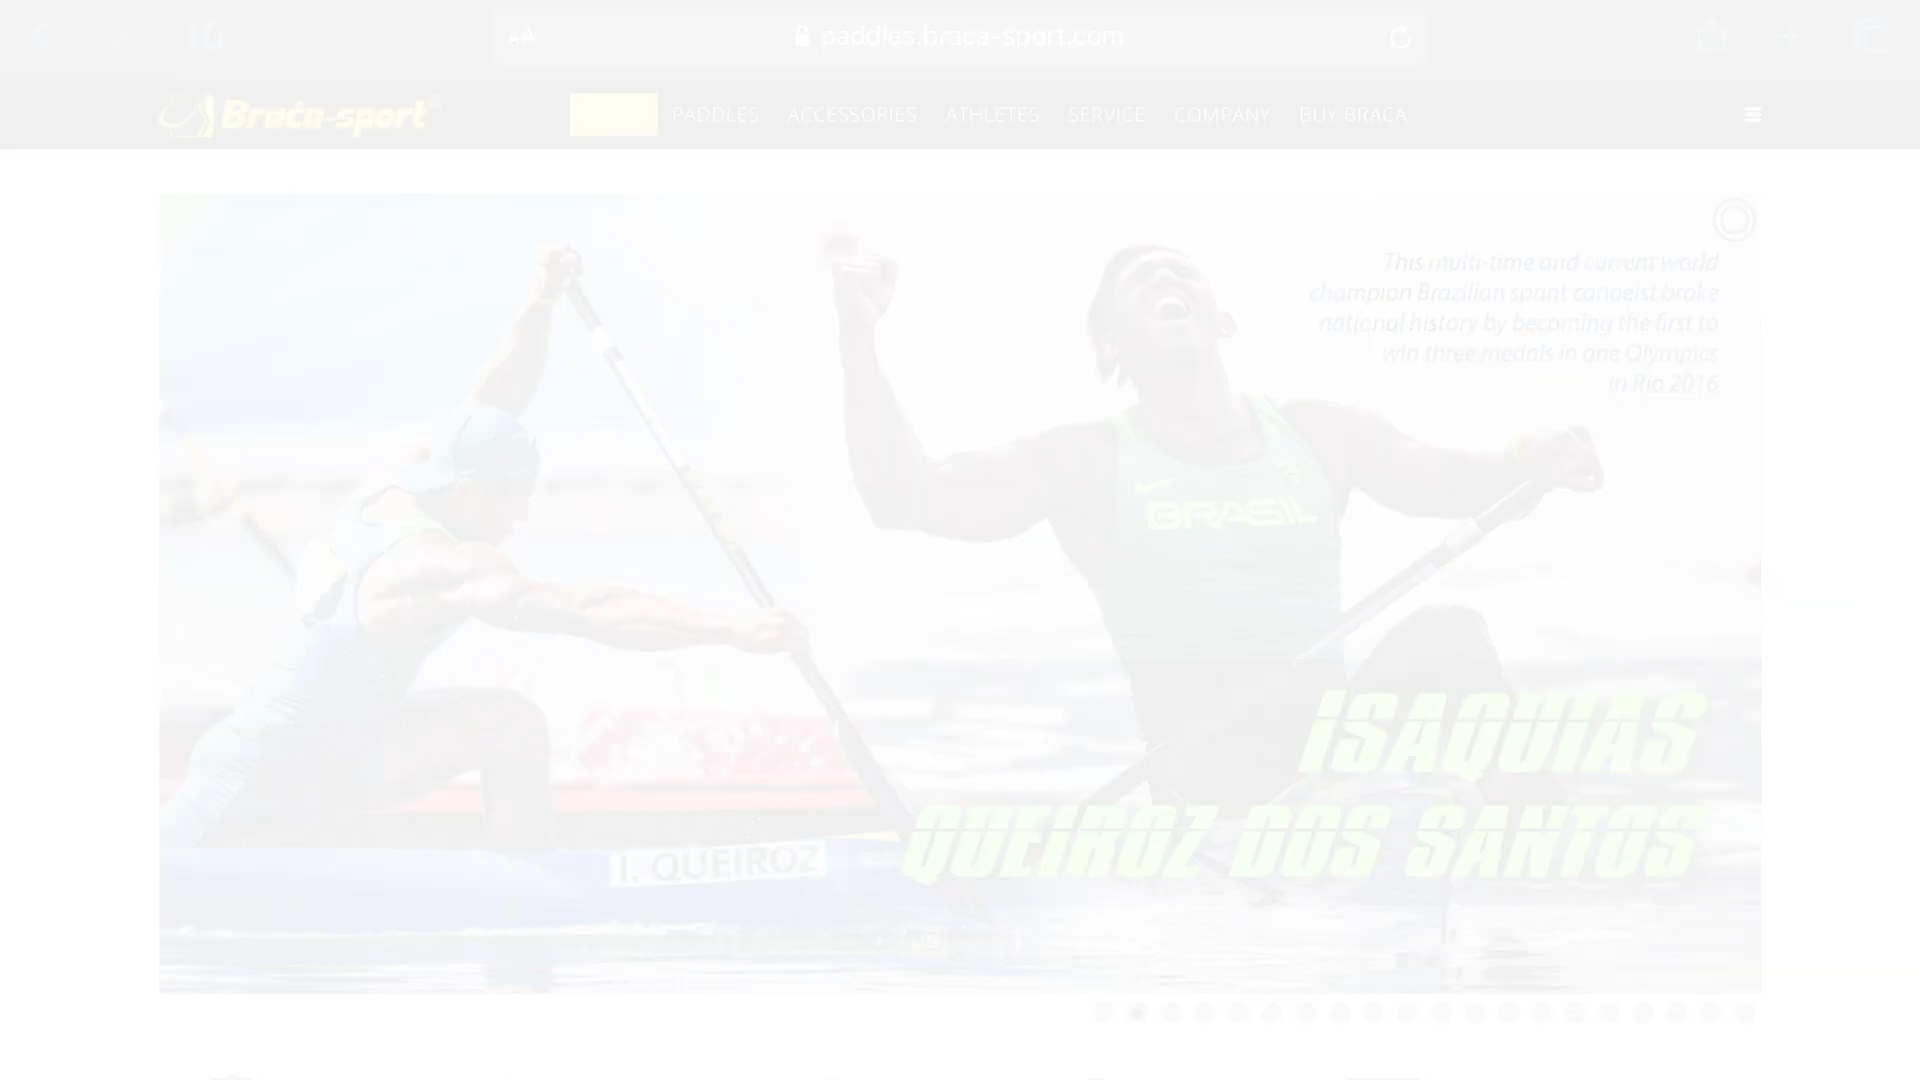 AA paddles.braca-sport.com
Braca-sport
PADDLES ACCESSORIES ATHLETES SERVICE COMPANY BUY BRACA
This multi-time and current world
champion Brazilian sprint canoeist broke
national history by becoming the first to
win three medals in one Olympics
in Rio 2016
BRASIL
ISAQUIAS
QUEIROZ DOS SANTOS
I. QUEIROZ